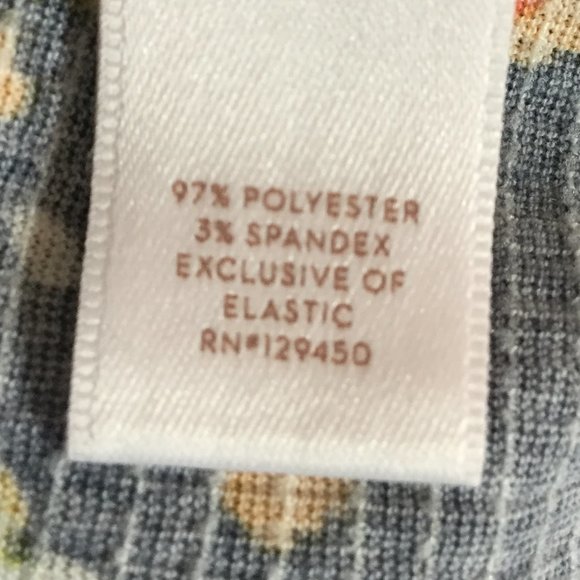 97% POLYESTER
3% SPANDEX
EXCLUSIVE OF
ELASTIC
RN#129450